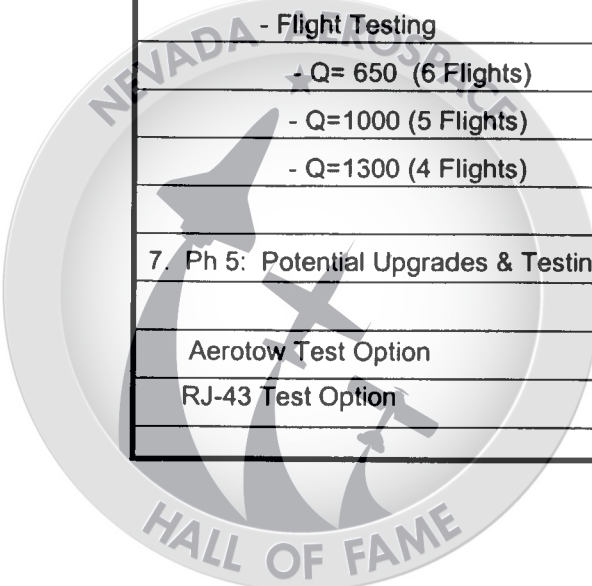 - Flight Testing
- Q= 650 (6 Flights)
- Q=1000 (5 Flights)
- Q=1300 (4 Flights)
7. Ph 5: Potential Upgrades & Testin
Aerotow Test Option
RJ-43 Test Option
NEVADA AEROSPACE
HALL OF FAME